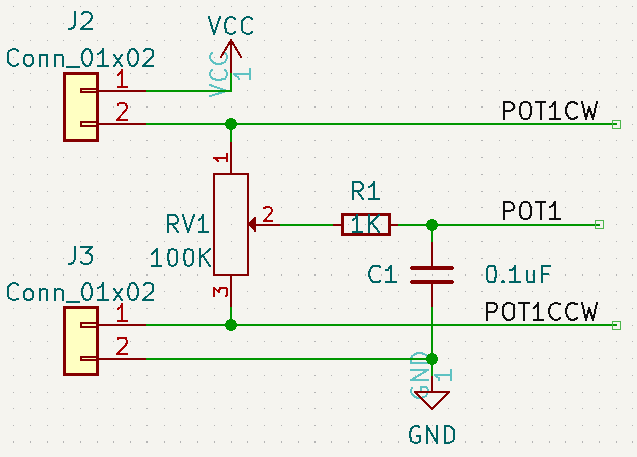 J2
VCC
Conn_01x02
VCC
1
1
2
POT1CW
1
R1
RV1
2
1K
POT1
100K
J3
C1
0.1uF
3
Conn_01x02
1
POT1CCW
2
GND
1
GND